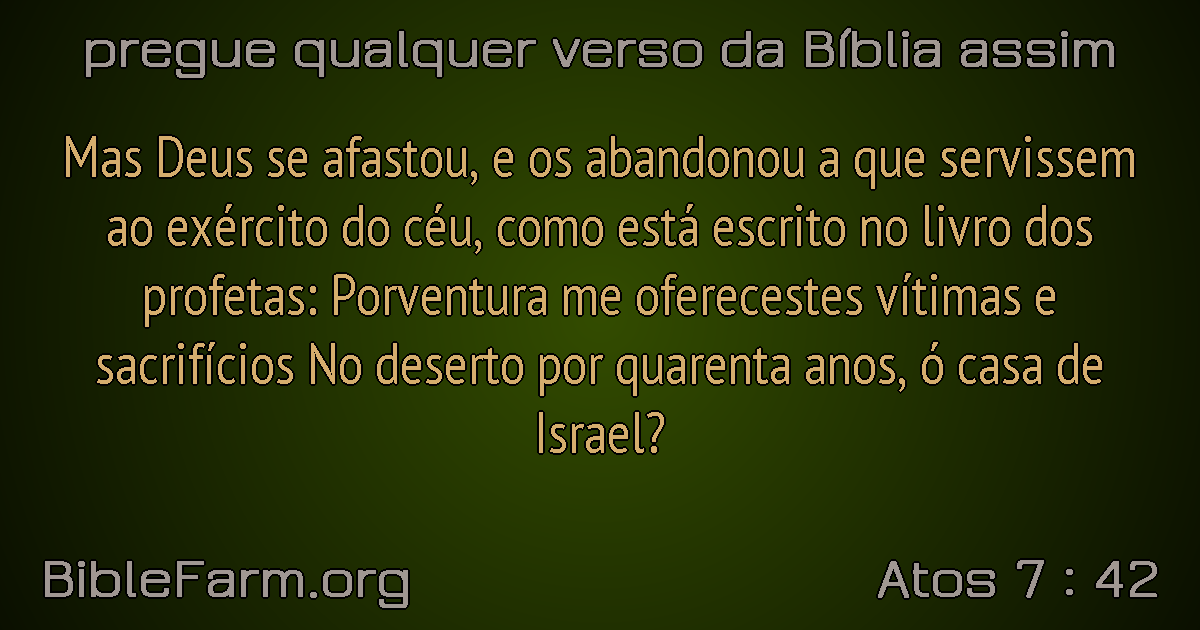 pregue qualquer verso da Bíblia assim
Mas Deus se afastou, e os abandonou a que servissem
ao exército do céu, como está escrito no livro dos
profetas: Porventura me oferecestes vítimas e
sacrifícios No deserto por quarenta anos, ó casa de
Israel?
BibleFarm.org
Atos 7 : 42